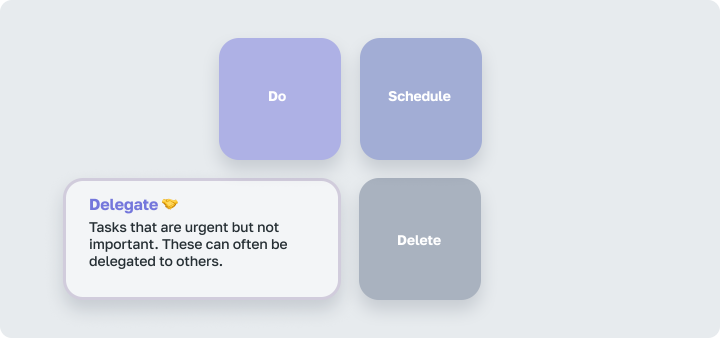 Do
Schedule
Delegate 🤝
Tasks that are urgent but not
important. These can often be
delegated to others.
Delete